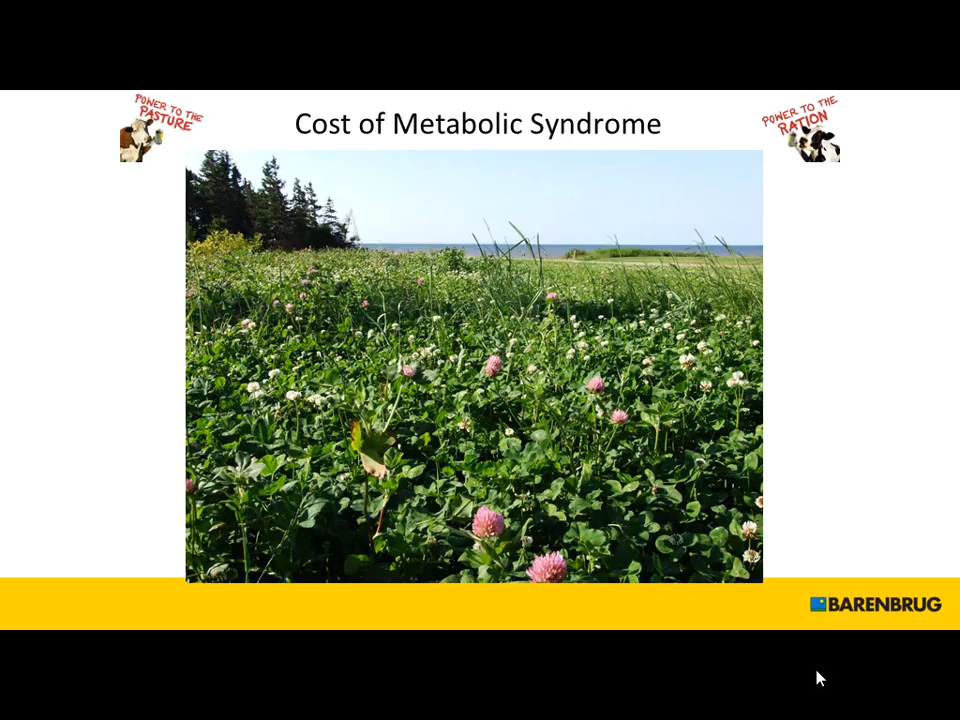 POWER TO THE
PASTURE
Cost of Metabolic Syndrome
POWER TO THE
RATION
BARENBRUG